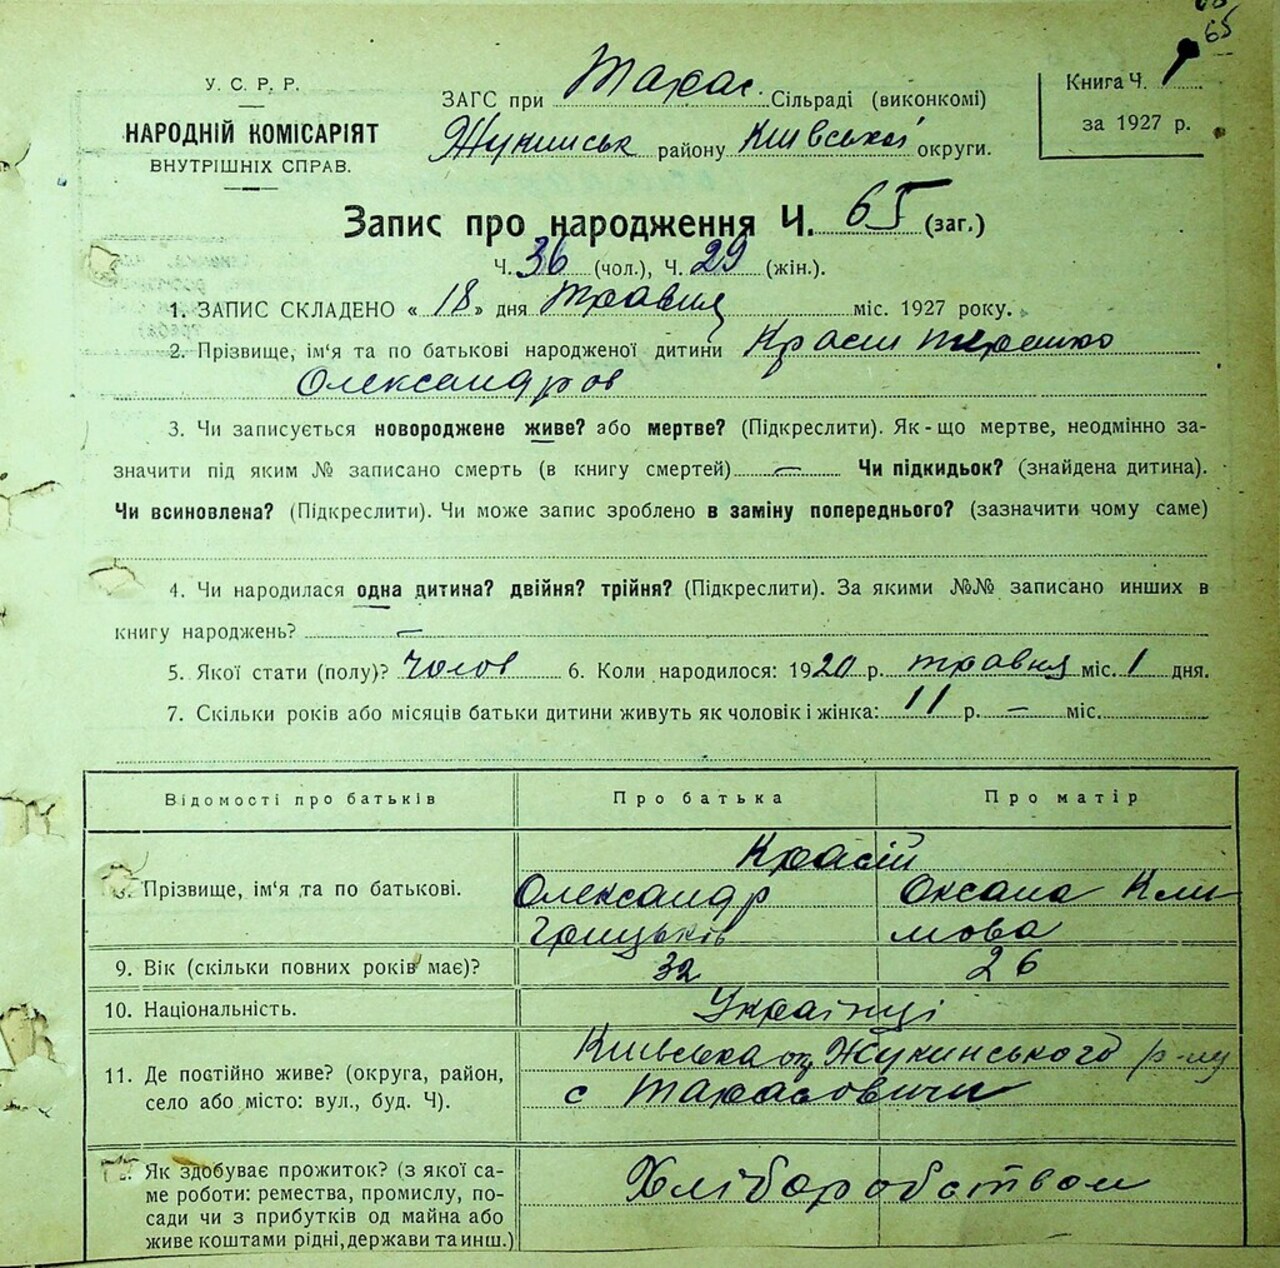 65
У. С. Р. Р.
НАРОДНІЙ КОМІСАРІЯТ
ВНУТРІШНІХ СПРАВ.
ЗАГС при Тарас. Сільраді (виконкомі)
Жукинськ району Київської округи.
Книга Ч.
за 1927 р.
Запис про народження Ч. 65 (заг.)
Ч. 36 (чол.), Ч. 29 (жін.).
1. ЗАПИС СКЛАДЕНО « 18 » дня травня міс. 1927 року.
2. Прізвище, ім'я та по батькові народженої дитини Красій
Олександров
3. Чи записується новороджене живе? або мертве? (Підкреслити). Як-що мертве, неодмінно за-
значити під яким № записано смерть (в книгу смертей) — Чи підкидьок? (знайдена дитина).
Чи всиновлена? (Підкреслити). Чи може запис зроблено в заміну попереднього? (зазначити чому саме)
4. Чи народилася одна дитина? двійня? трійня? (Підкреслити). За якими №№ записано инших в
книгу народжень? —
5. Якої стати (полу)? чолов 6. Коли народилося: 1920 р. травня міс. 1 дня.
7. Скільки років або місяців батьки дитини живуть як чоловік і жінка: 11 р. — міс.
Відомості про батьків Про батька Про матір
Красій
8. Прізвище, ім'я та по батькові. Олександр Оксана Кли
Грицьків мова
9. Вік (скільки повних років має)? 32 26
10. Національність. Українці
Київська окр Жукинського р-ну
11. Де постійно живе? (округа, район,
село або місто: вул., буд. Ч). с Тарасовичи
Як здобуває прожиток? (з якої са-
ме роботи: ремества, промислу, по-
сади чи з прибутків од майна або
живе коштами рідні, держави та инш.)
Хліборобством